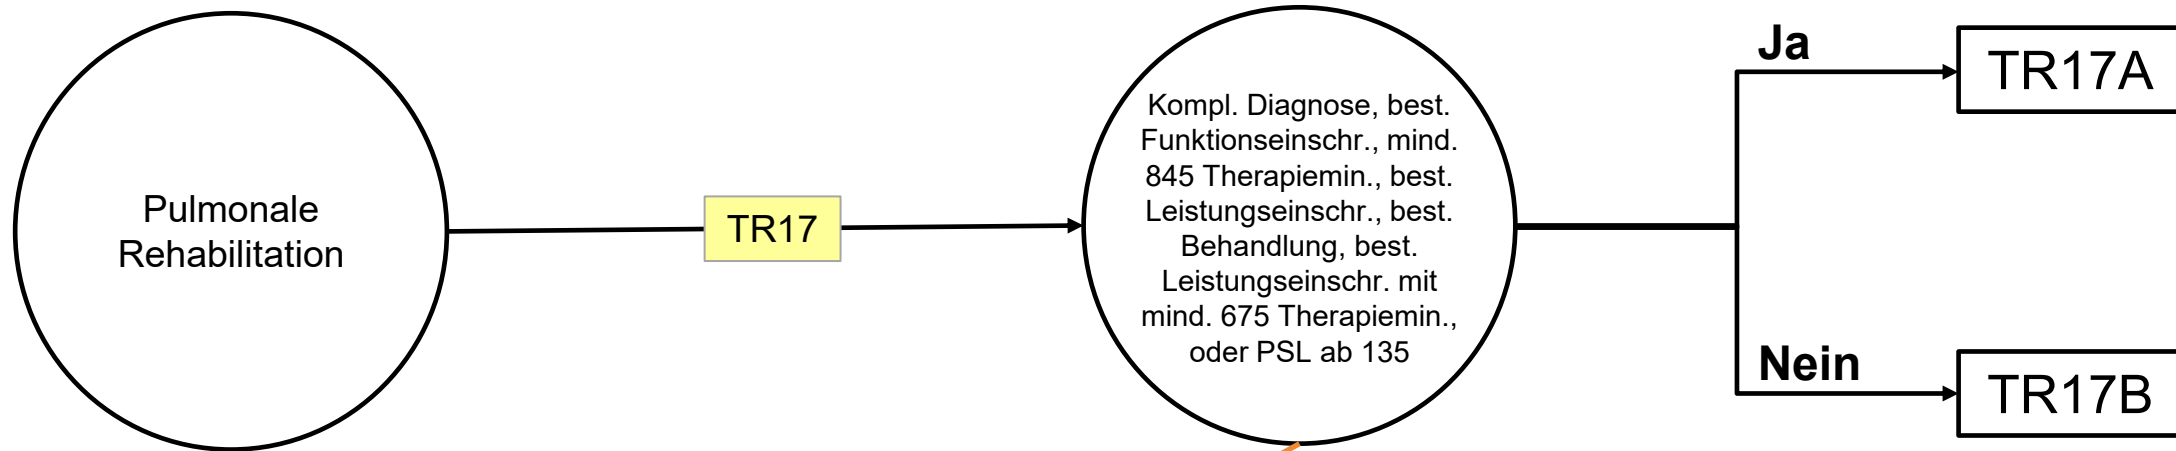 Pulmonale
Rehabilitation
TR17
Kompl. Diagnose, best.
Funktionseinschr., mind.
845 Therapiemin., best.
Leistungseinschr., best.
Behandlung, best.
Leistungseinschr. mit
mind. 675 Therapiemin.,
oder PSL ab 135
Ja
TR17A
Nein
TR17B